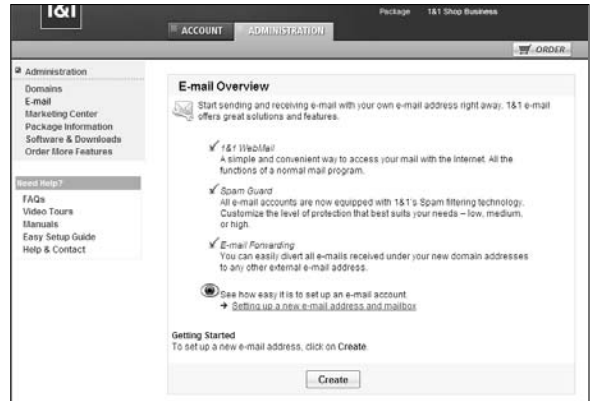 1&1
Package 1&1 Shop Business
ACCOUNT ADMINISTRATION
ORDER
Administration
Domains
E-mail
Marketing Center
Package Information
Software & Downloads
Order More Features
Need Help?
FAQs
Video Tours
Manuals
Easy Setup Guide
Help & Contact
E-mail Overview
Start sending and receiving e-mail with your own e-mail address right away. 1&1 e-mail
offers great solutions and features.
1&1 WebMail
A simple and convenient way to access your mail with the Internet. All the
functions of a normal mail program.
Spam Guard
All e-mail accounts are now equipped with 1&1's Spam filtering technology.
Customize the level of protection that best suits your needs – low, medium,
or high.
E-mail Forwarding
You can easily divert all e-mails received under your new domain addresses
to any other external e-mail address.
See how easy it is to set up an e-mail account.
→ Setting up a new e-mail address and mailbox
Getting Started
To set up a new e-mail address, click on Create.
Create